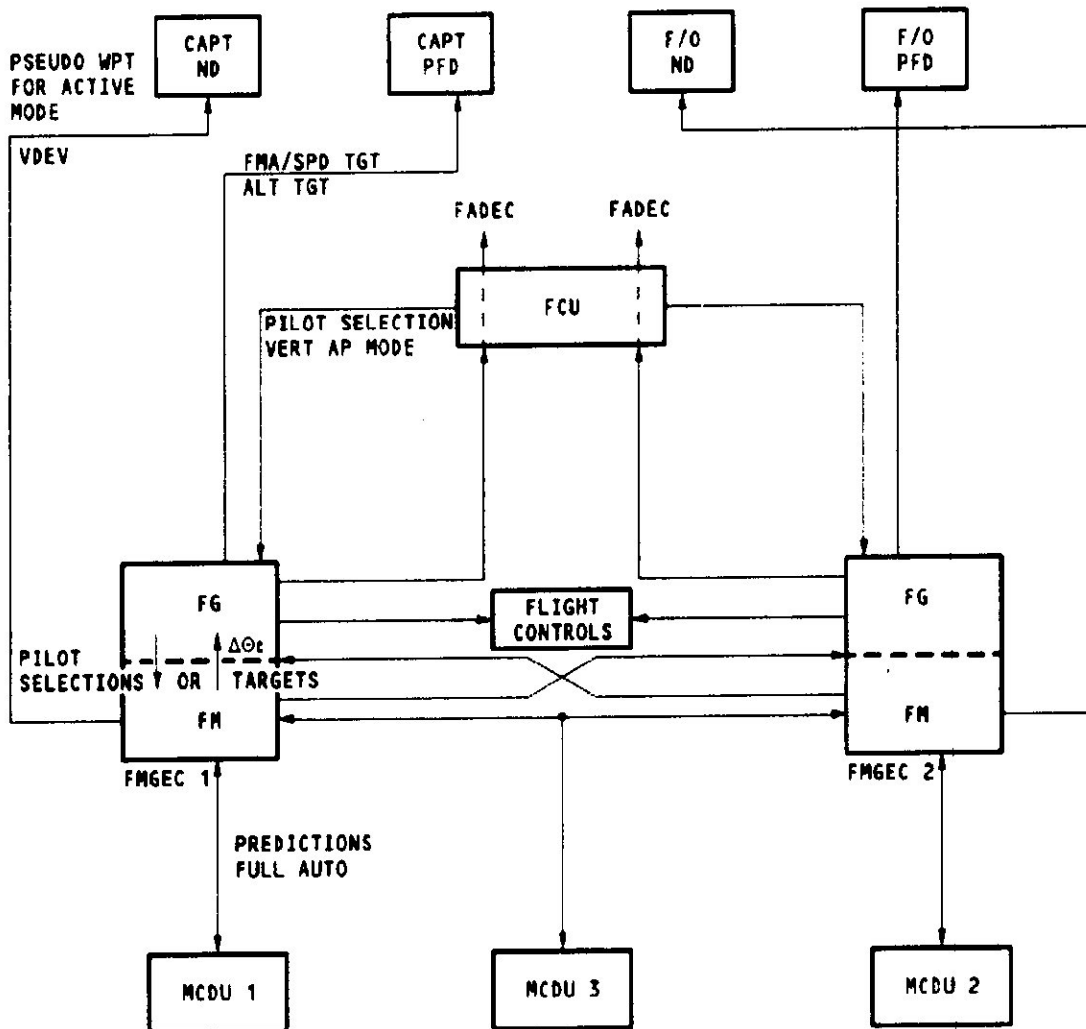 CAPT
ND
CAPT
PFD
F/O
ND
F/O
PFD
PSEUDO WPT
FOR ACTIVE
MODE
VDEV
FMA/SPD TGT
ALT TGT
FADEC
FADEC
FCU
PILOT SELECTION
VERT AP MODE
FG
FLIGHT
CONTROLS
FG
ΔΘt
PILOT
SELECTIONS OR TARGETS
FM
FM
FMGEC 1
FMGEC 2
PREDICTIONS
FULL AUTO
MCDU 1
MCDU 3
MCDU 2